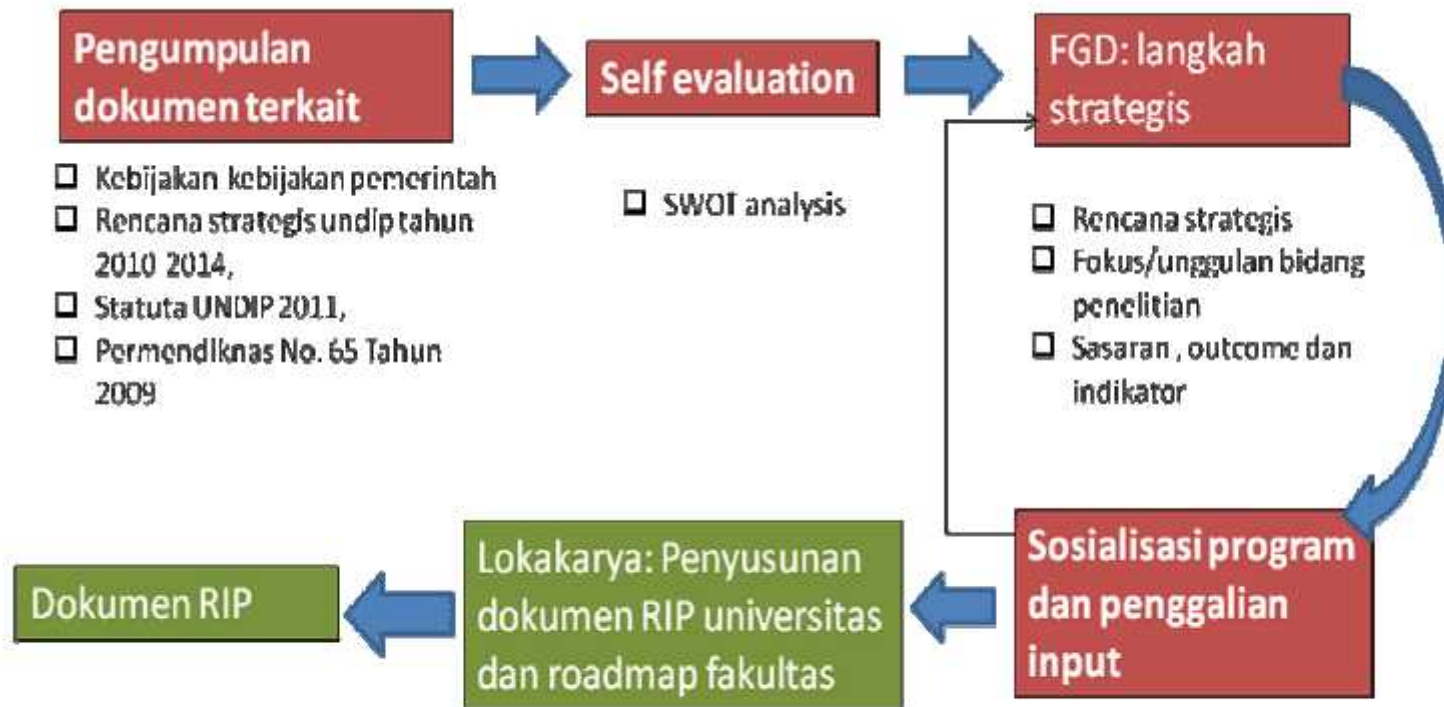 Pengumpulan
dokumen terkait
Kebijakan kebijakan pemerintah
Rencana strategis undip tahun
2010 2014,
Statuta UNDIP 2011,
Permendiknas No. 65 Tahun
2009
Self evaluation
SWOT analysis
FGD: langkah
strategis
Rencana strategis
Fokus/unggulan bidang
penelitian
Sasaran , outcome dan
indikator
Sosialisasi program
dan penggalian
input
Lokakarya: Penyusunan
dokumen RIP universitas
dan roadmap fakultas
Dokumen RIP